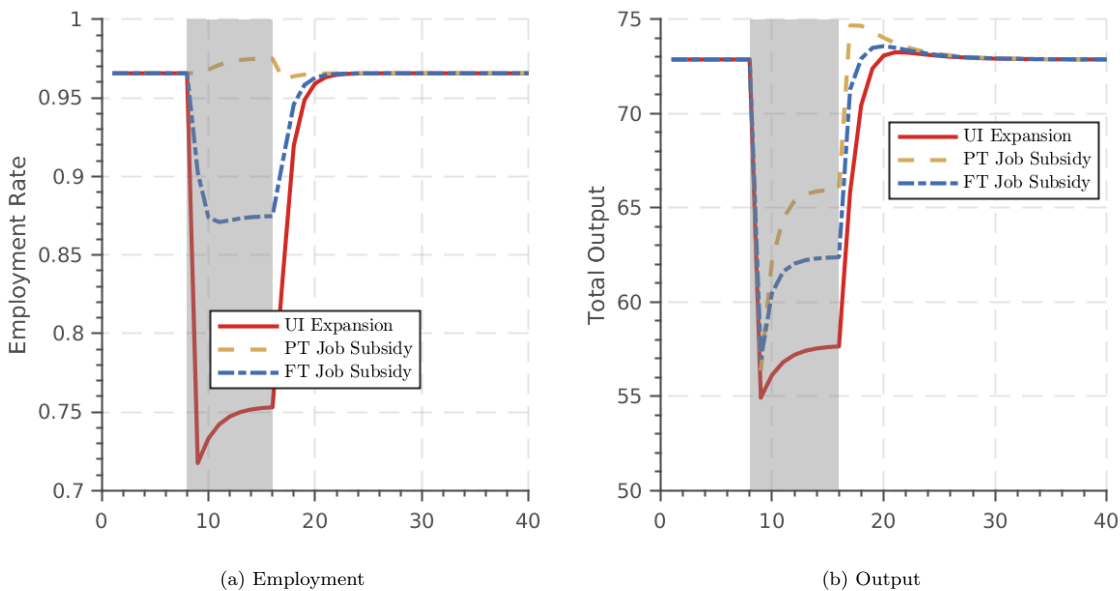 1
0.95
0.9
0.85
0.8
0.75
0.7
Employment Rate
UI Expansion
PT Job Subsidy
FT Job Subsidy
0 10 20 30 40
(a) Employment
75
70
65
60
55
50
Total Output
UI Expansion
PT Job Subsidy
FT Job Subsidy
0 10 20 30 40
(b) Output